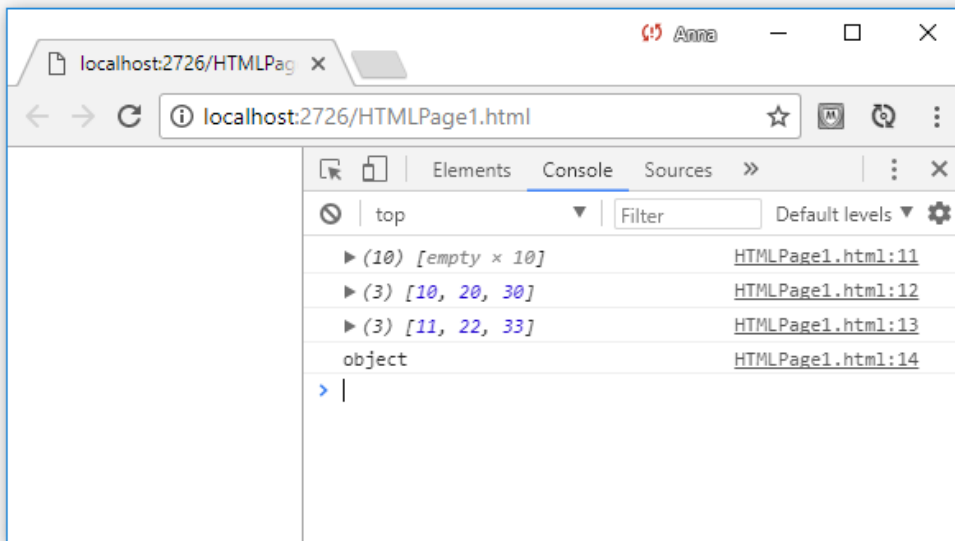 Anna
localhost:2726/HTMLPag
localhost:2726/HTMLPage1.html
Elements Console Sources »
top Filter Default levels
(10) [empty × 10] HTMLPage1.html:11
(3) [10, 20, 30] HTMLPage1.html:12
(3) [11, 22, 33] HTMLPage1.html:13
object HTMLPage1.html:14
>